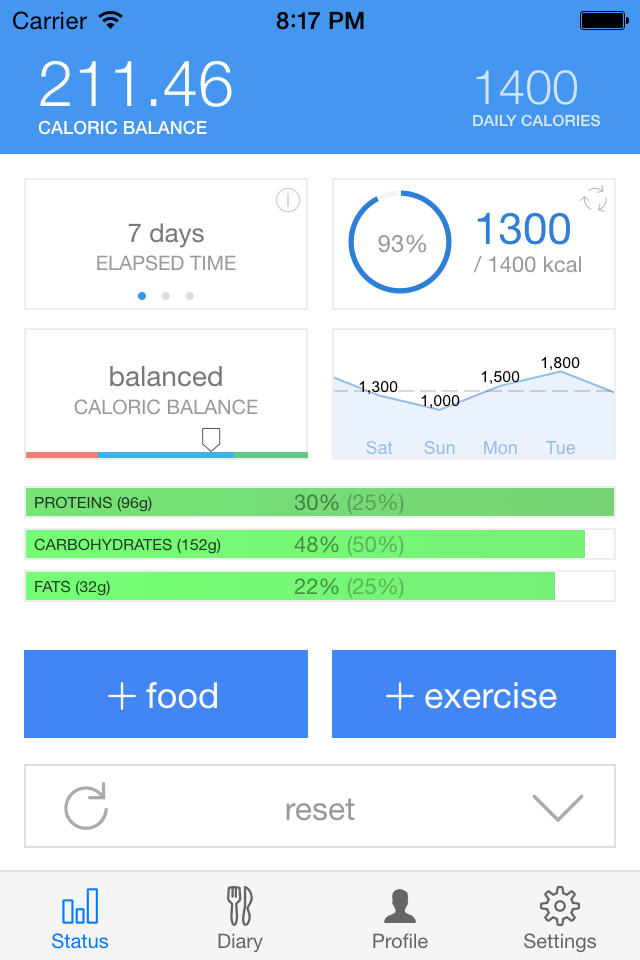 Carrier 8:17 PM
211.46 1400
CALORIC BALANCE DAILY CALORIES
7 days
ELAPSED TIME
93%
1300
/ 1400 kcal
balanced
CALORIC BALANCE
1,300 1,000 1,500 1,800
Sat Sun Mon Tue
PROTEINS (96g) 30% (25%)
CARBOHYDRATES (152g) 48% (50%)
FATS (32g) 22% (25%)
+ food + exercise
reset
Status Diary Profile Settings